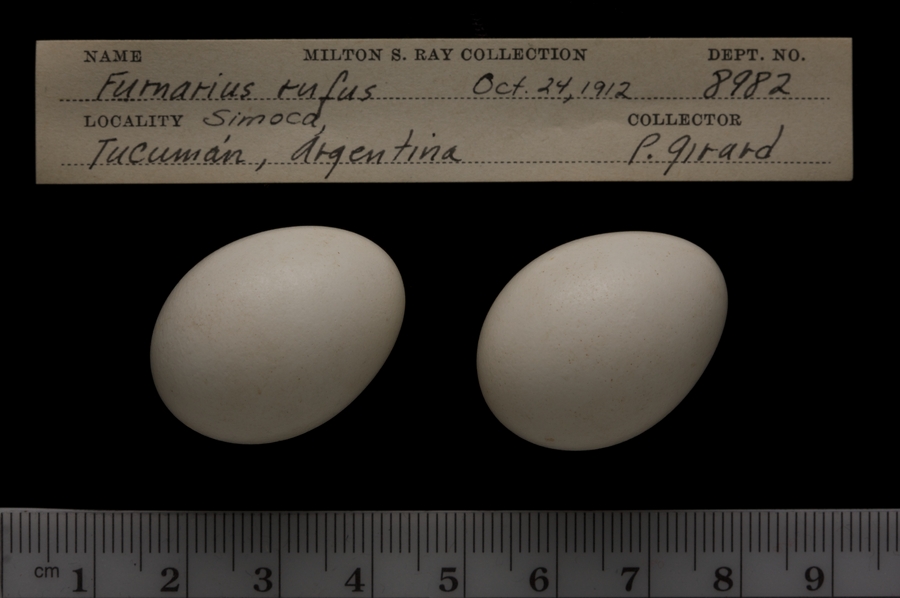 NAME MILTON S. RAY COLLECTION DEPT. NO.
Furnarius rufus Oct. 24, 1912 8982
LOCALITY Simoca, COLLECTOR
Tucumán, Argentina P. Girard
cm 1 2 3 4 5 6 7 8 9